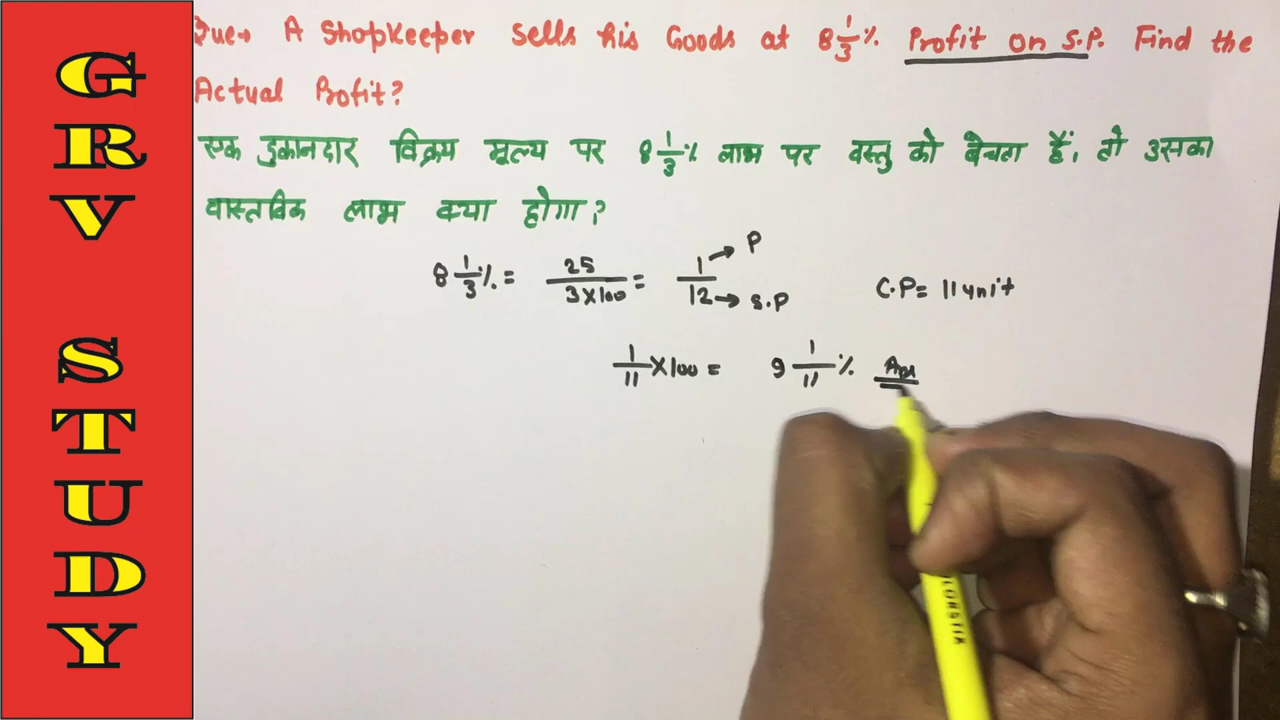 GRV STUDY
Que→ A Shopkeeper sells his Goods at 8 1/3 % Profit on S.P. Find the
Actual Profit?
एक दुकानदार विक्रय मूल्य पर 8 1/3 % लाभ पर वस्तु को बेचता हैं, तो उसका
वास्तविक लाभ क्या होगा?
8 1/3 % = 25/3×100 = 1/12 → P → S.P
C.P = 11 unit
1/11 × 100 = 9 1/11 % Ans